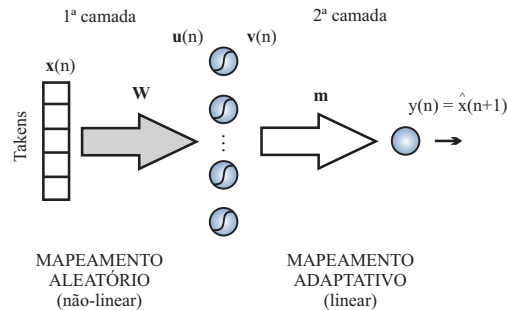 1ª camada
2ª camada
u(n)
v(n)
x(n)
W
m
y(n) = x̂(n+1)
Takens
...
MAPEAMENTO
ALEATÓRIO
(não-linear)
MAPEAMENTO
ADAPTATIVO
(linear)